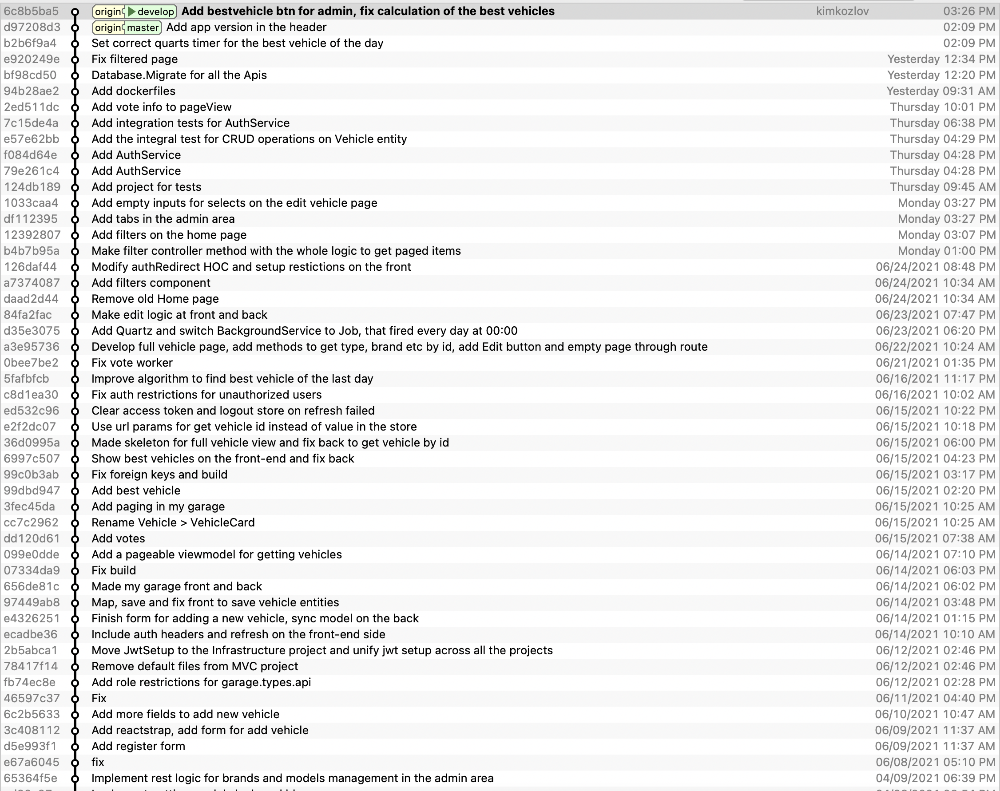 6c8b5ba5 origin develop Add bestvehicle btn for admin, fix calculation of the best vehicles kimkozlov 03:26 PM
d97208d3 origin master Add app version in the header 02:09 PM
b2b6f9a4 Set correct quarts timer for the best vehicle of the day 02:09 PM
e920249e Fix filtered page Yesterday 12:34 PM
bf98cd50 Database.Migrate for all the Apis Yesterday 12:20 PM
94b28ae2 Add dockerfiles Yesterday 09:31 AM
2ed511dc Add vote info to pageView Thursday 10:01 PM
7c15de4a Add integration tests for AuthService Thursday 06:38 PM
e57e62bb Add the integral test for CRUD operations on Vehicle entity Thursday 04:29 PM
f084d64e Add AuthService Thursday 04:28 PM
79e261c4 Add AuthService Thursday 04:28 PM
124db189 Add project for tests Thursday 09:45 AM
1033caa4 Add empty inputs for selects on the edit vehicle page Monday 03:27 PM
df112395 Add tabs in the admin area Monday 03:27 PM
12392807 Add filters on the home page Monday 03:07 PM
b4b7b95a Make filter controller method with the whole logic to get paged items Monday 01:00 PM
126daf44 Modify authRedirect HOC and setup restictions on the front 06/24/2021 08:48 PM
a7374087 Add filters component 06/24/2021 10:34 AM
daad2d44 Remove old Home page 06/24/2021 10:34 AM
84fa2fac Make edit logic at front and back 06/23/2021 07:47 PM
d35e3075 Add Quartz and switch BackgroundService to Job, that fired every day at 00:00 06/23/2021 06:20 PM
a3e95736 Develop full vehicle page, add methods to get type, brand etc by id, add Edit button and empty page through route 06/22/2021 10:24 AM
0bee7be2 Fix vote worker 06/21/2021 01:35 PM
5fafbfcb Improve algorithm to find best vehicle of the last day 06/16/2021 11:17 PM
c8d1ea30 Fix auth restrictions for unauthorized users 06/16/2021 10:02 AM
ed532c96 Clear access token and logout store on refresh failed 06/15/2021 10:22 PM
e2f2dc07 Use url params for get vehicle id instead of value in the store 06/15/2021 10:18 PM
36d0995a Made skeleton for full vehicle view and fix back to get vehicle by id 06/15/2021 06:00 PM
6997c507 Show best vehicles on the front-end and fix back 06/15/2021 04:23 PM
99c0b3ab Fix foreign keys and build 06/15/2021 03:17 PM
99dbd947 Add best vehicle 06/15/2021 02:20 PM
3fec45da Add paging in my garage 06/15/2021 10:25 AM
cc7c2962 Rename Vehicle > VehicleCard 06/15/2021 10:25 AM
dd120d61 Add votes 06/15/2021 07:38 AM
099e0dde Add a pageable viewmodel for getting vehicles 06/14/2021 07:10 PM
07334da9 Fix build 06/14/2021 06:03 PM
656de81c Made my garage front and back 06/14/2021 06:02 PM
97449ab8 Map, save and fix front to save vehicle entities 06/14/2021 03:48 PM
e4326251 Finish form for adding a new vehicle, sync model on the back 06/14/2021 01:15 PM
ecadbe36 Include auth headers and refresh on the front-end side 06/14/2021 10:10 AM
2b5abca1 Move JwtSetup to the Infrastructure project and unify jwt setup across all the projects 06/12/2021 02:46 PM
78417f14 Remove default files from MVC project 06/12/2021 02:46 PM
fb74ec8e Add role restrictions for garage.types.api 06/12/2021 02:28 PM
46597c37 Fix 06/11/2021 04:40 PM
6c2b5633 Add more fields to add new vehicle 06/10/2021 10:47 AM
3c408112 Add reactstrap, add form for add vehicle 06/09/2021 11:37 AM
d5e993f1 Add register form 06/09/2021 11:37 AM
e67a6045 fix 06/08/2021 05:10 PM
65364f5e Implement rest logic for brands and models management in the admin area 04/09/2021 06:39 PM